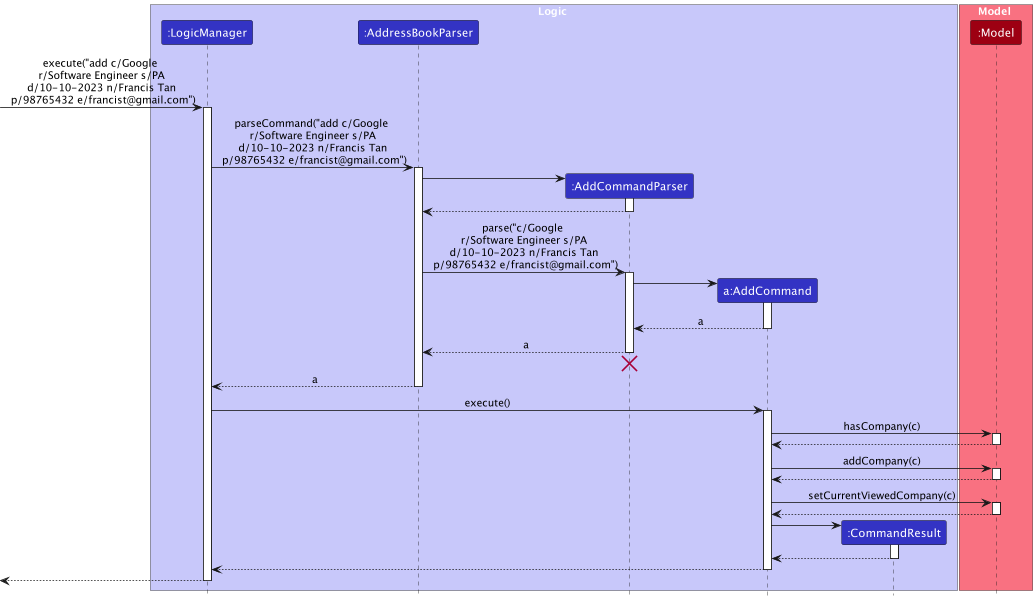 Logic
Model
:LogicManager
:AddressBookParser
:Model
execute("add c/Google
r/Software Engineer s/PA
d/10-10-2023 n/Francis Tan
p/98765432 e/francist@gmail.com")
parseCommand("add c/Google
r/Software Engineer s/PA
d/10-10-2023 n/Francis Tan
p/98765432 e/francist@gmail.com")
:AddCommandParser
parse("c/Google
r/Software Engineer s/PA
d/10-10-2023 n/Francis Tan
p/98765432 e/francist@gmail.com")
a:AddCommand
a
a
a
execute()
hasCompany(c)
addCompany(c)
setCurrentViewedCompany(c)
:CommandResult